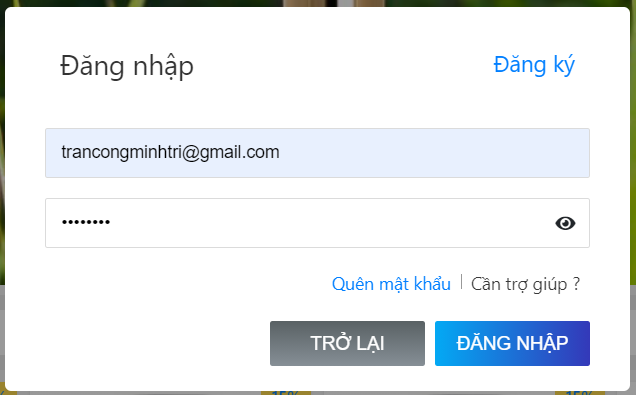 Đăng nhập
Đăng ký
trancongminhtri@gmail.com
••••••••
Quên mật khẩu | Cần trợ giúp ?
TRỞ LẠI ĐĂNG NHẬP